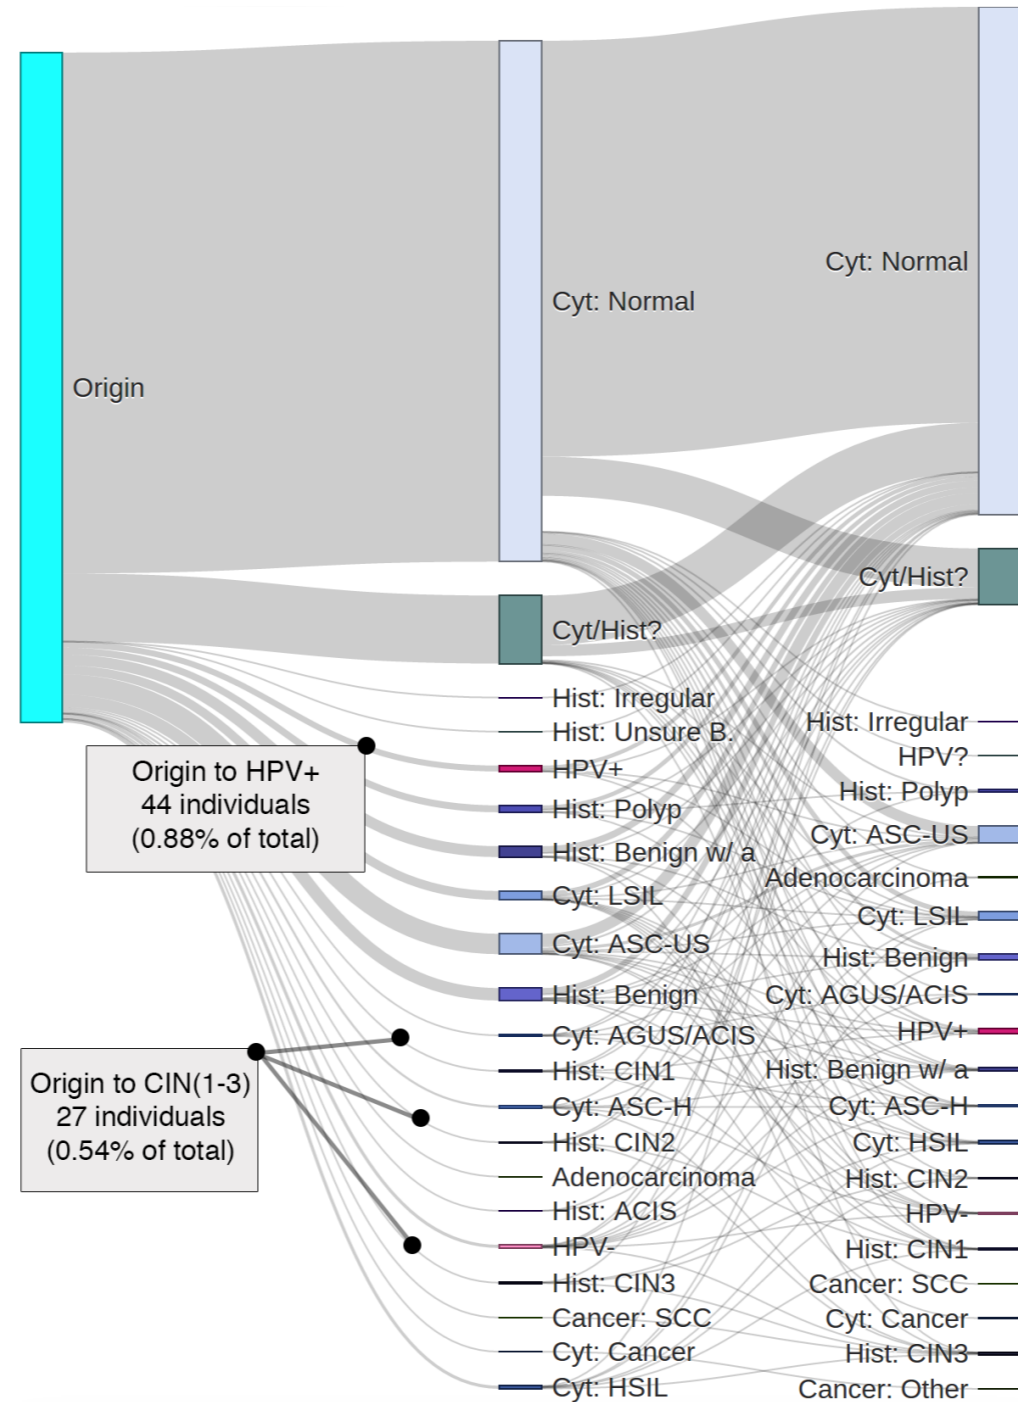 Origin
Cyt: Normal
Cyt: Normal
Cyt/Hist?
Cyt/Hist?
Hist: Irregular
Hist: Unsure B.
HPV+
Hist: Polyp
Hist: Benign w/ a
Cyt: LSIL
Cyt: ASC-US
Hist: Benign
Cyt: AGUS/ACIS
Hist: CIN1
Cyt: ASC-H
Hist: CIN2
Adenocarcinoma
Hist: ACIS
HPV-
Hist: CIN3
Cancer: SCC
Cyt: Cancer
Cyt: HSIL
Hist: Irregular
HPV?
Hist: Polyp
Cyt: ASC-US
Adenocarcinoma
Cyt: LSIL
Hist: Benign
Cyt: AGUS/ACIS
HPV+
Hist: Benign w/ a
Cyt: ASC-H
Cyt: HSIL
Hist: CIN2
HPV-
Hist: CIN1
Cancer: SCC
Cyt: Cancer
Hist: CIN3
Cancer: Other
Origin to HPV+
44 individuals
(0.88% of total)
Origin to CIN(1-3)
27 individuals
(0.54% of total)